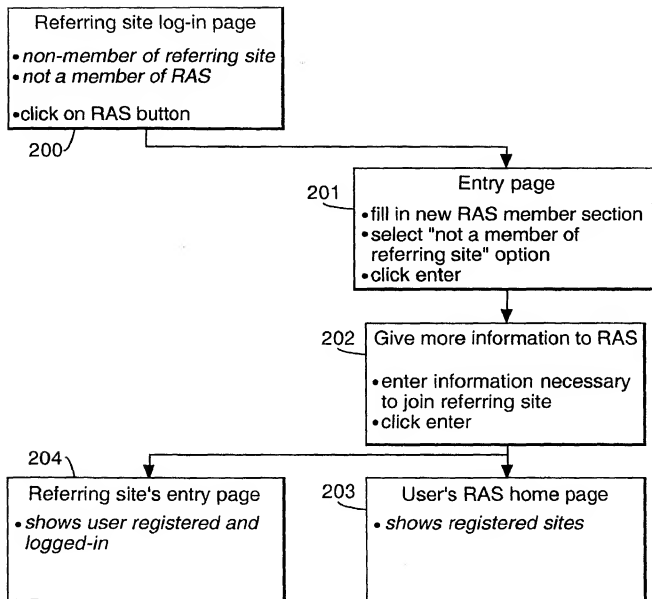 Referring site log-in page
•non-member of referring site
•not a member of RAS
•click on RAS button
200
201
Entry page
•fill in new RAS member section
•select "not a member of
referring site" option
•click enter
202
Give more information to RAS
•enter information necessary
to join referring site
•click enter
204
Referring site's entry page
•shows user registered and
logged-in
203
User's RAS home page
•shows registered sites